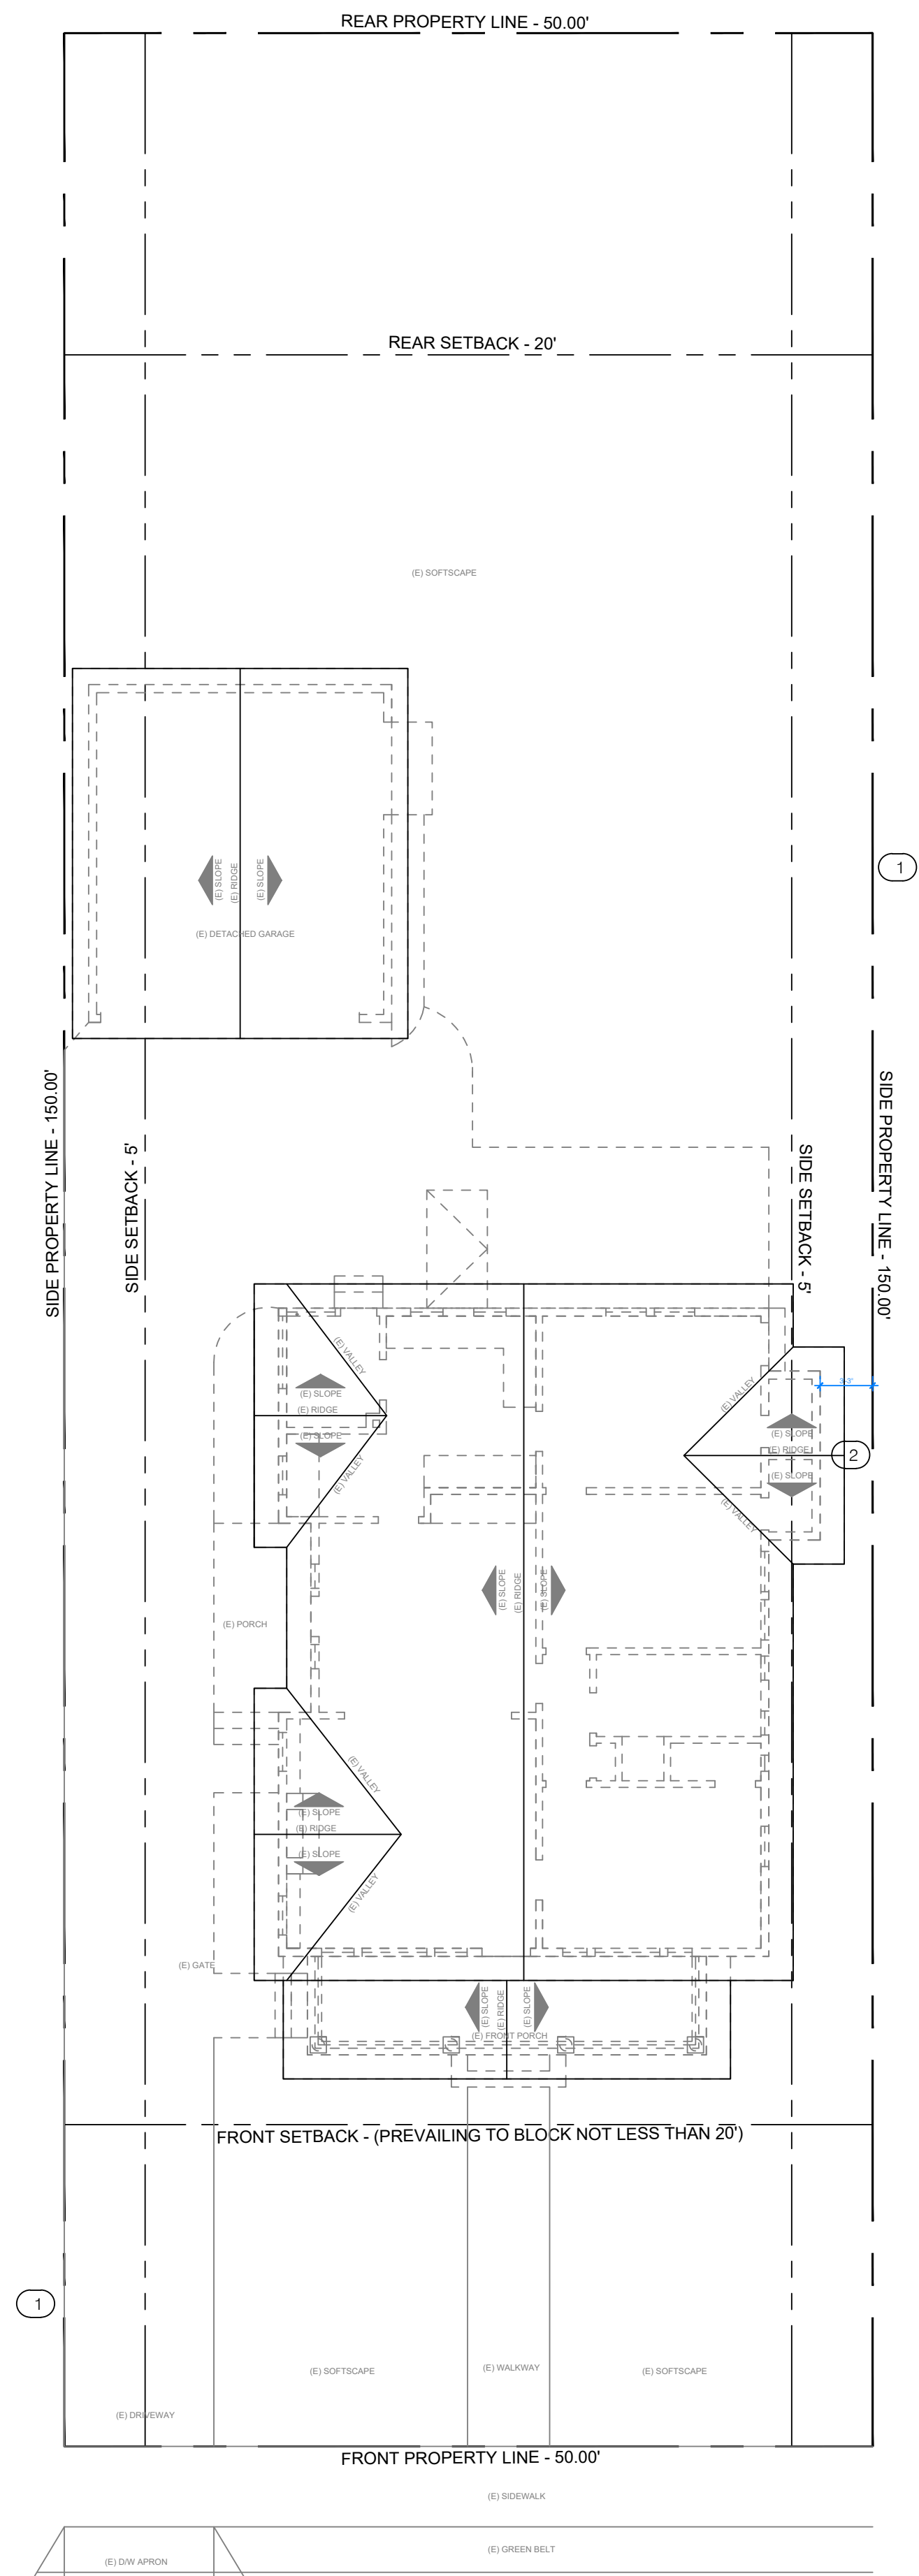 REAR PROPERTY LINE - 50.00'
REAR SETBACK - 20'
(E) SOFTSCAPE
(E) SLOPE
(E) RIDGE
(E) SLOPE
(E) DETACHED GARAGE
1
SIDE PROPERTY LINE - 150.00'
SIDE SETBACK - 5'
SIDE SETBACK - 5'
SIDE PROPERTY LINE - 150.00'
(E) VALLEY
(E) SLOPE
(E) RIDGE
(E) SLOPE
(E) VALLEY
3'-3"
(E) VALLEY
(E) SLOPE
(E) RIDGE
2
(E) SLOPE
(E) VALLEY
(E) SLOPE
(E) RIDGE
(E) SLOPE
(E) PORCH
(E) VALLEY
(E) SLOPE
(E) RIDGE
(E) SLOPE
(E) VALLEY
(E) GATE
(E) SLOPE
(E) RIDGE
(E) SLOPE
(E) FRONT PORCH
FRONT SETBACK - (PREVAILING TO BLOCK NOT LESS THAN 20')
1
(E) SOFTSCAPE
(E) WALKWAY
(E) SOFTSCAPE
(E) DRIVEWAY
FRONT PROPERTY LINE - 50.00'
(E) SIDEWALK
(E) GREEN BELT
(E) D/W APRON